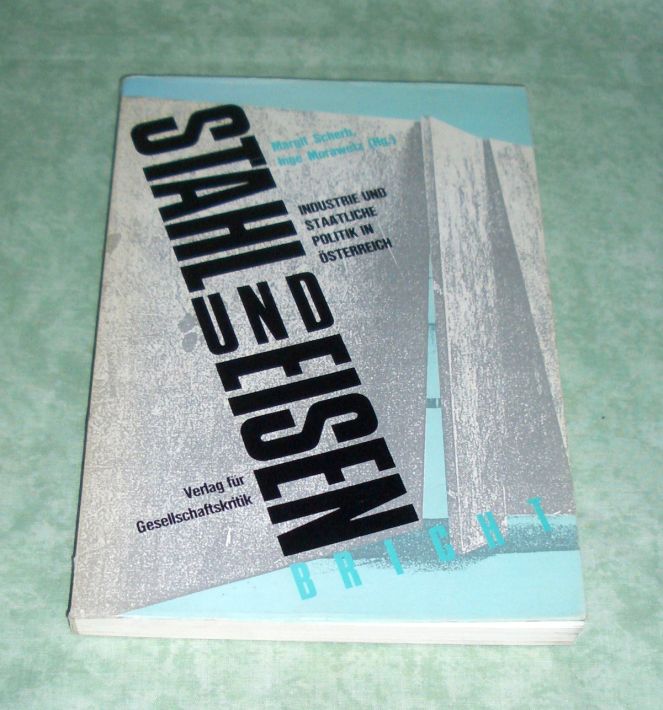 Margit Scherb,
Inge Morawetz (Hg.)
STAHL
UND
EISEN
BRICHT
INDUSTRIE UND
STAATLICHE
POLITIK IN
ÖSTERREICH
Verlag für
Gesellschaftskritik